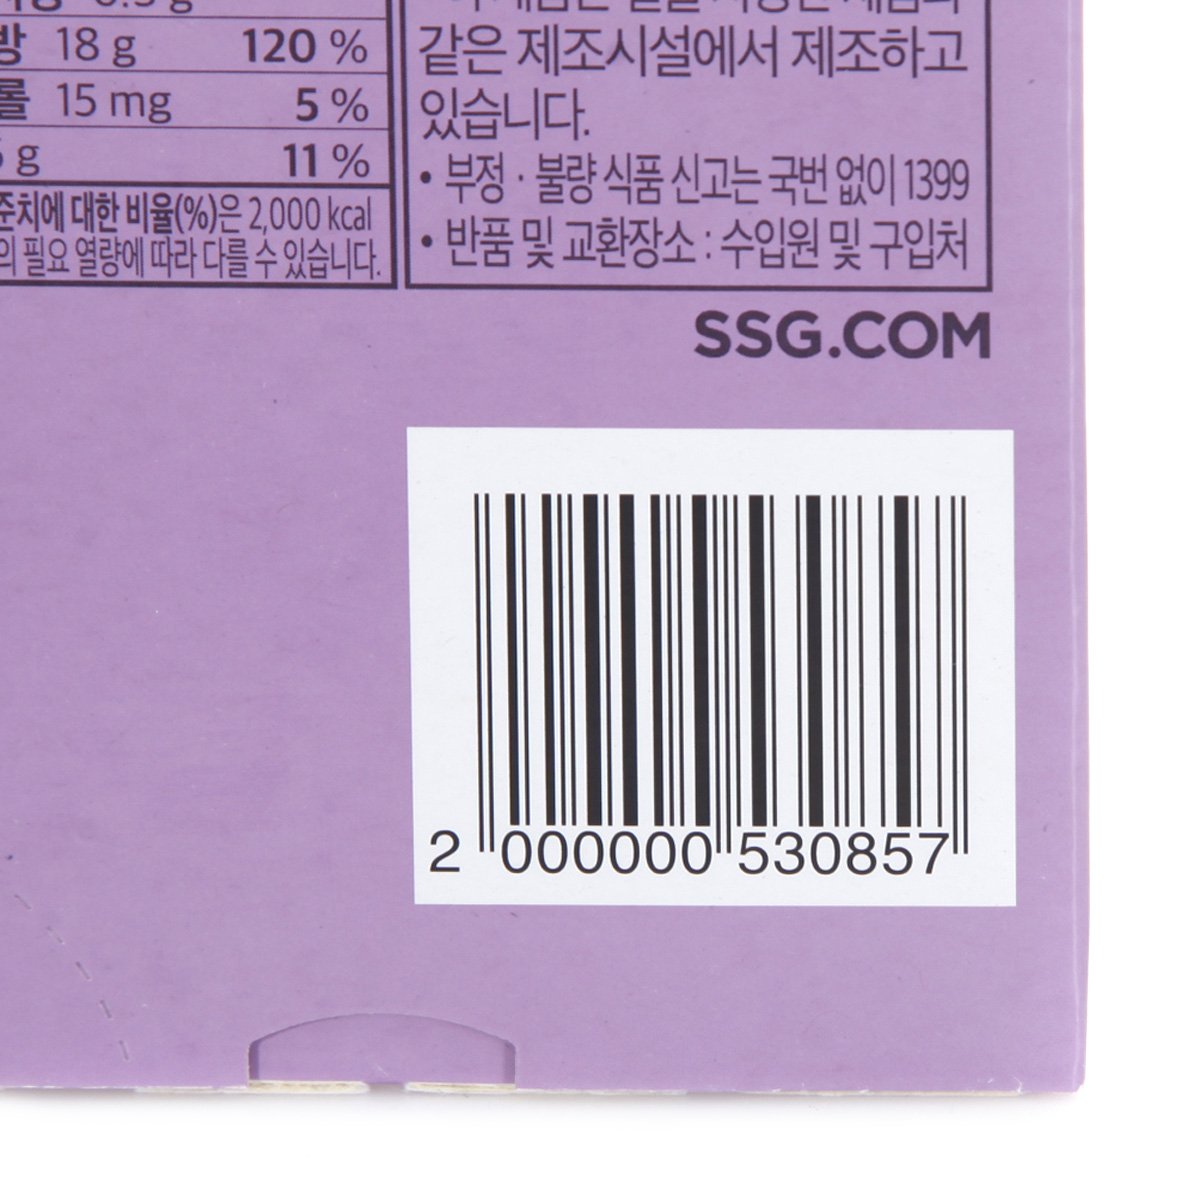 0.5 g
방 18 g 120 %
롤 15 mg 5 %
g 11 %
준치에 대한 비율(%)은 2,000 kcal
의 필요 열량에 따라 다를 수 있습니다.
같은 제조시설에서 제조하고
있습니다.
• 부정 · 불량 식품 신고는 국번 없이 1399
• 반품 및 교환장소 : 수입원 및 구입처
SSG.COM
2 000000 530857